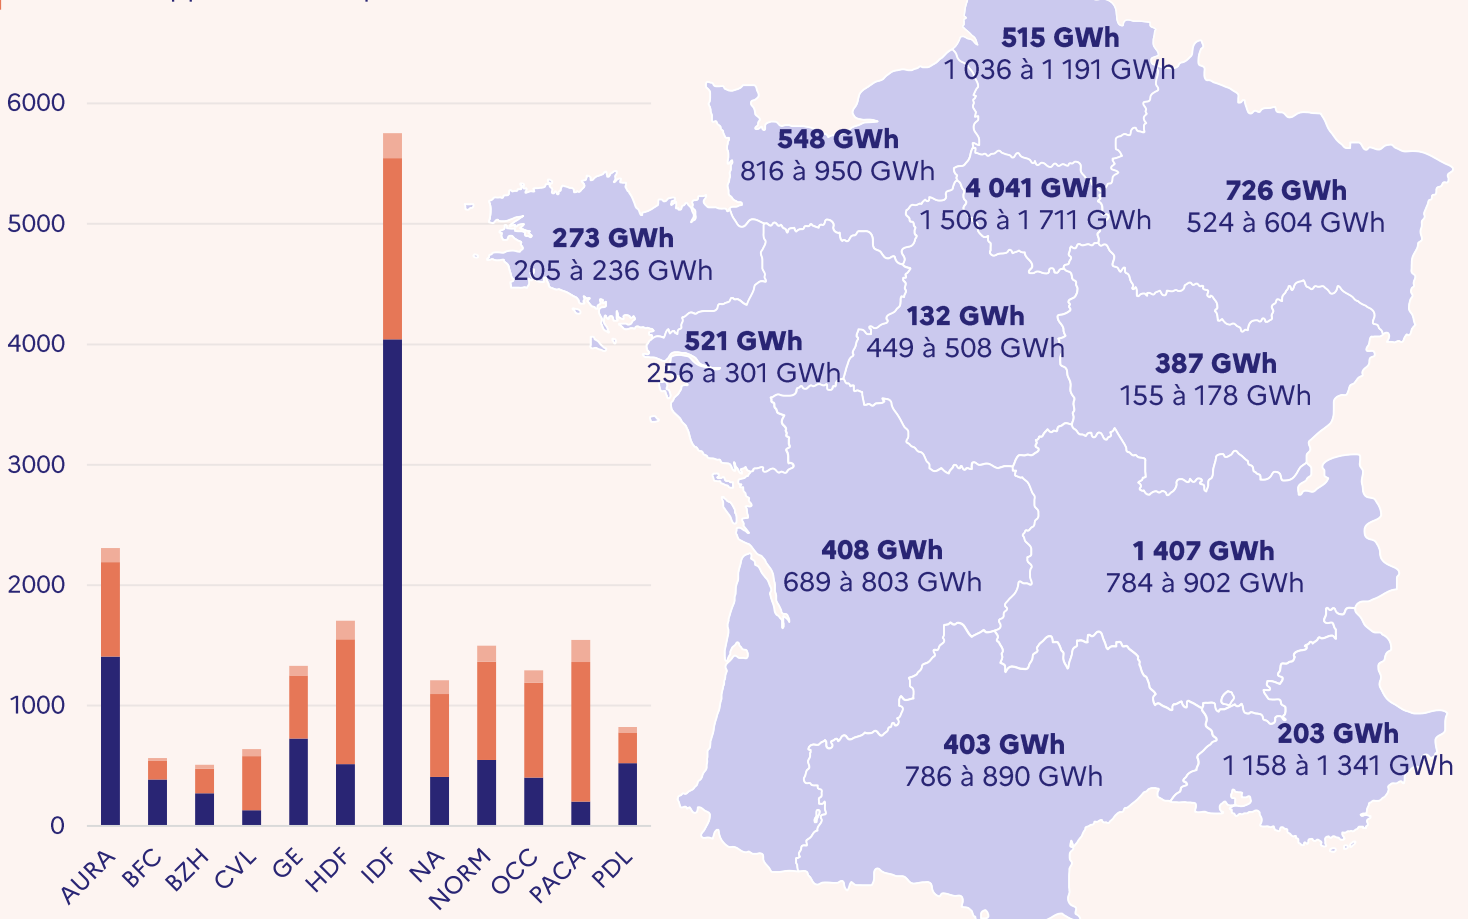 6000
5000
4000
3000
2000
1000
0
AURA
BFC
BZH
CVL
GE
HDF
IDF
NA
NORM
OCC
PACA
PDL
515 GWh
1 036 à 1 191 GWh
548 GWh
816 à 950 GWh
4 041 GWh
1 506 à 1 711 GWh
726 GWh
524 à 604 GWh
273 GWh
205 à 236 GWh
132 GWh
449 à 508 GWh
521 GWh
256 à 301 GWh
387 GWh
155 à 178 GWh
408 GWh
689 à 803 GWh
1 407 GWh
784 à 902 GWh
403 GWh
786 à 890 GWh
203 GWh
1 158 à 1 341 GWh